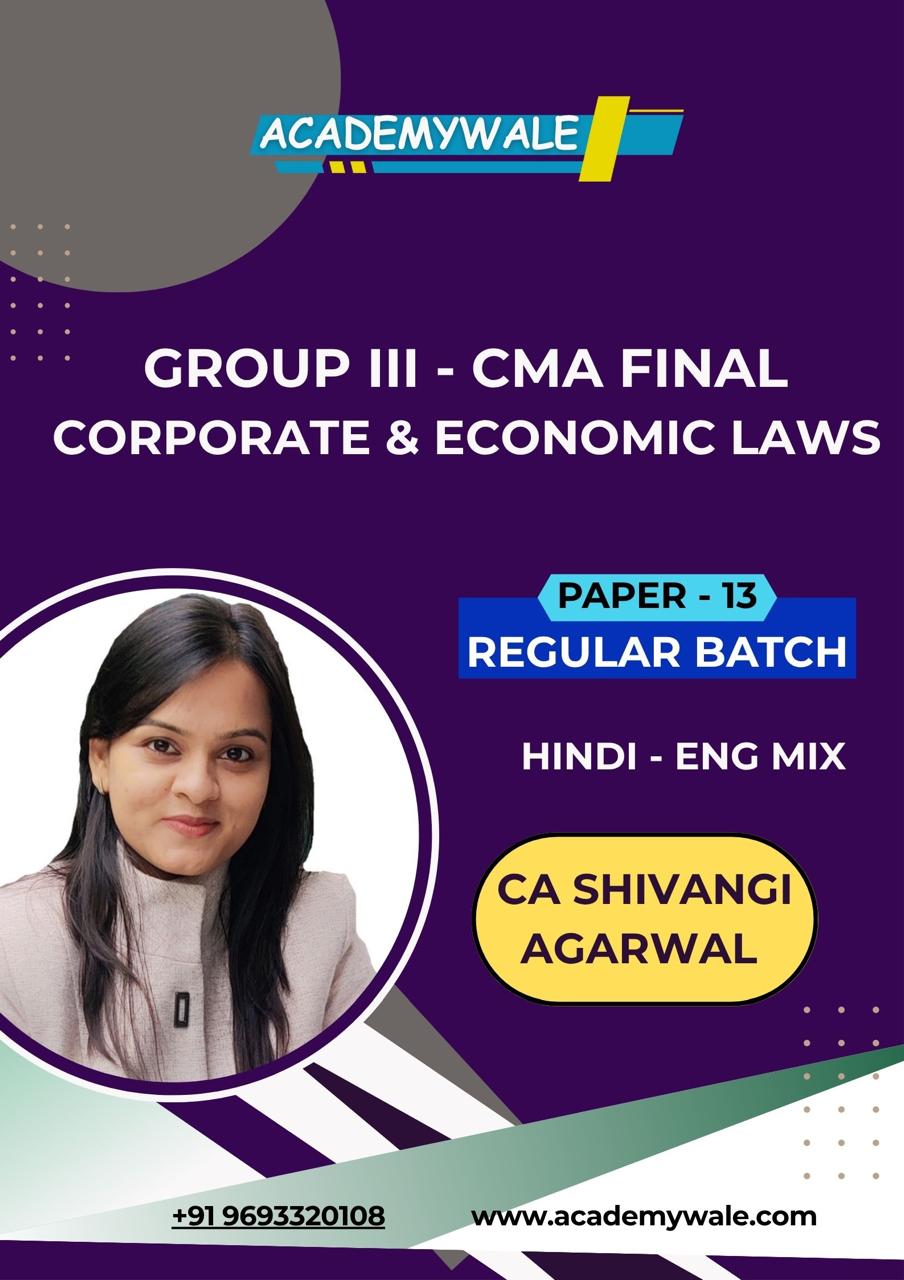 ACADEMYWALE
GROUP III - CMA FINAL
CORPORATE & ECONOMIC LAWS
PAPER - 13
REGULAR BATCH
HINDI - ENG MIX
CA SHIVANGI
AGARWAL
+91 9693320108
www.academywale.com